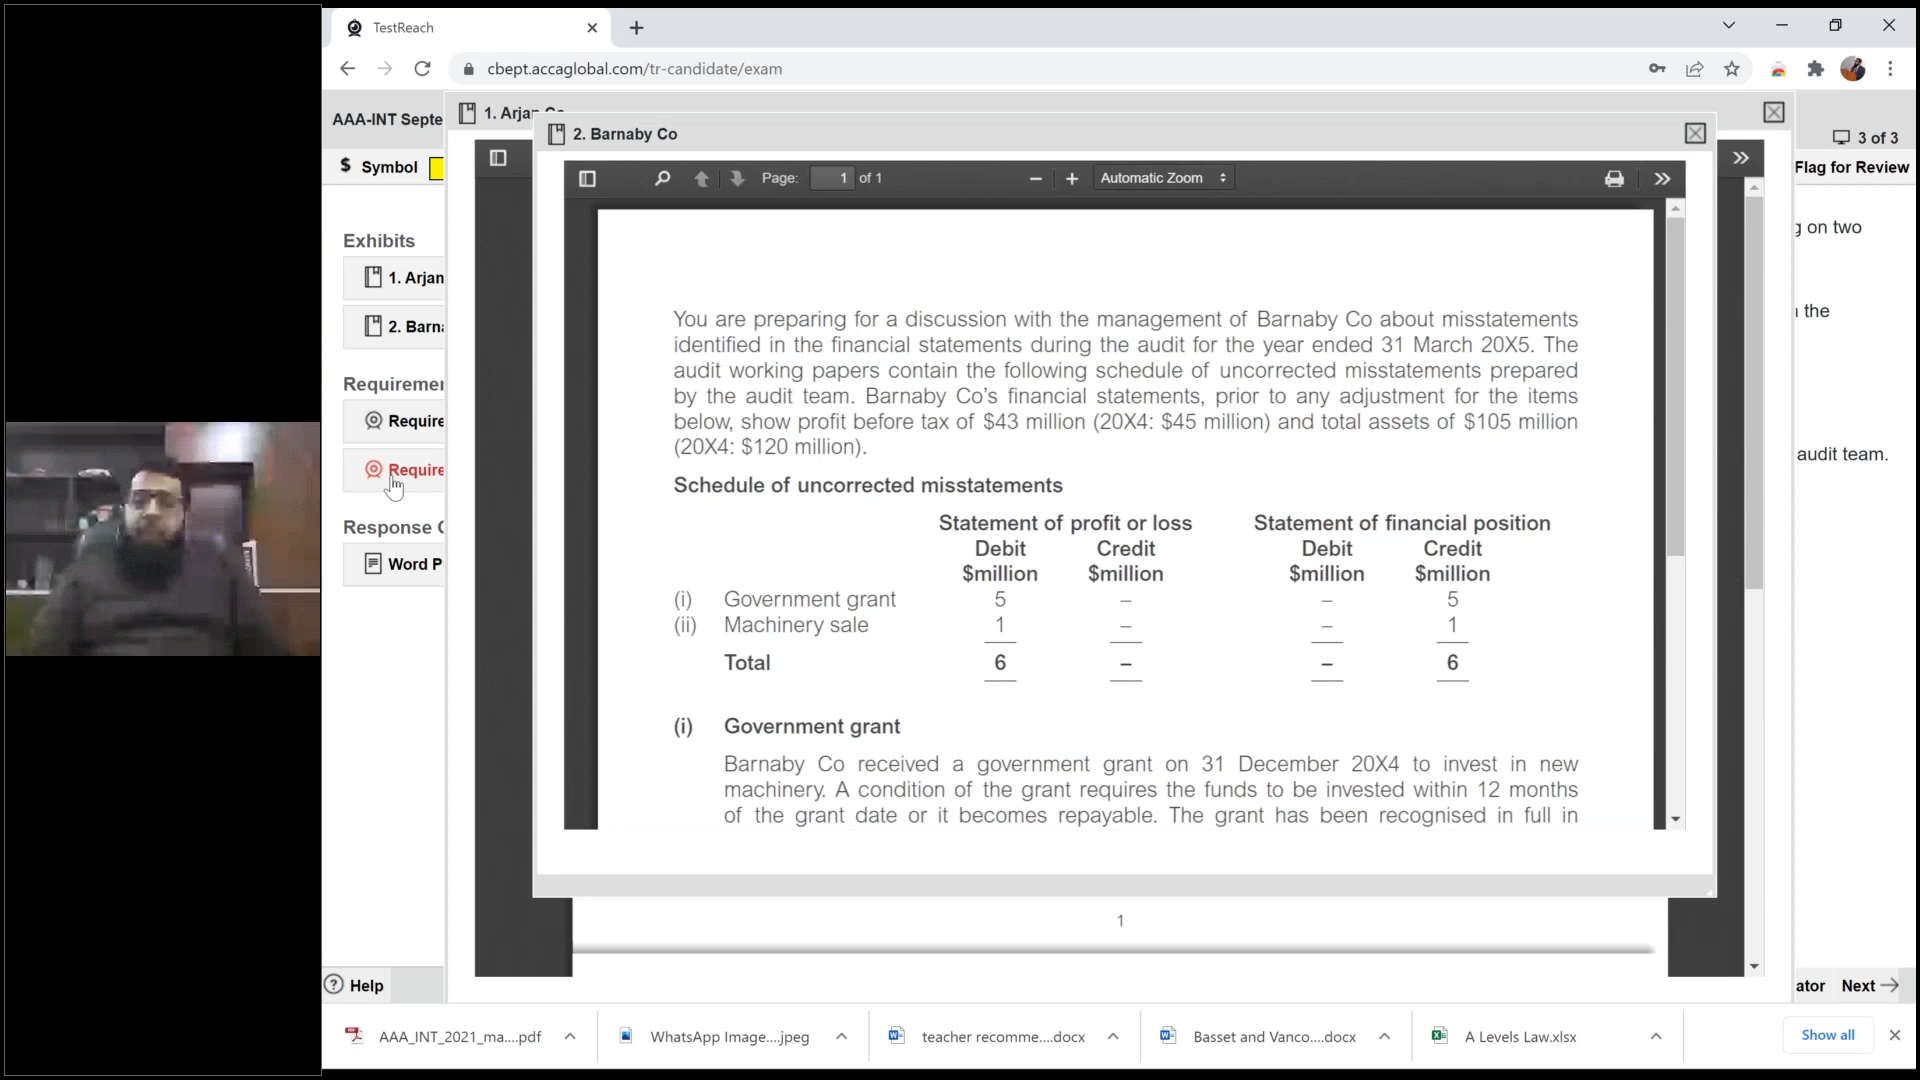 TestReach
cbept.accaglobal.com/tr-candidate/exam
AAA-INT Septe
1. Arjan Co
2. Barnaby Co
3 of 3
$ Symbol
Flag for Review
Page: 1 of 1
Automatic Zoom
Exhibits
1. Arjan
2. Barna
Requiremen
Require
Require
Response O
Word P
g on two
n the
audit team.
You are preparing for a discussion with the management of Barnaby Co about misstatements
identified in the financial statements during the audit for the year ended 31 March 20X5. The
audit working papers contain the following schedule of uncorrected misstatements prepared
by the audit team. Barnaby Co's financial statements, prior to any adjustment for the items
below, show profit before tax of $43 million (20X4: $45 million) and total assets of $105 million
(20X4: $120 million).
Schedule of uncorrected misstatements
Statement of profit or loss Statement of financial position
Debit Credit Debit Credit
$million $million $million $million
(i) Government grant 5 – – 5
(ii) Machinery sale 1 – – 1
Total 6 – – 6
(i) Government grant
Barnaby Co received a government grant on 31 December 20X4 to invest in new
machinery. A condition of the grant requires the funds to be invested within 12 months
of the grant date or it becomes repayable. The grant has been recognised in full in
1
Help
ator Next
AAA_INT_2021_ma....pdf
WhatsApp Image....jpeg
teacher recomme....docx
Basset and Vanco....docx
A Levels Law.xlsx
Show all